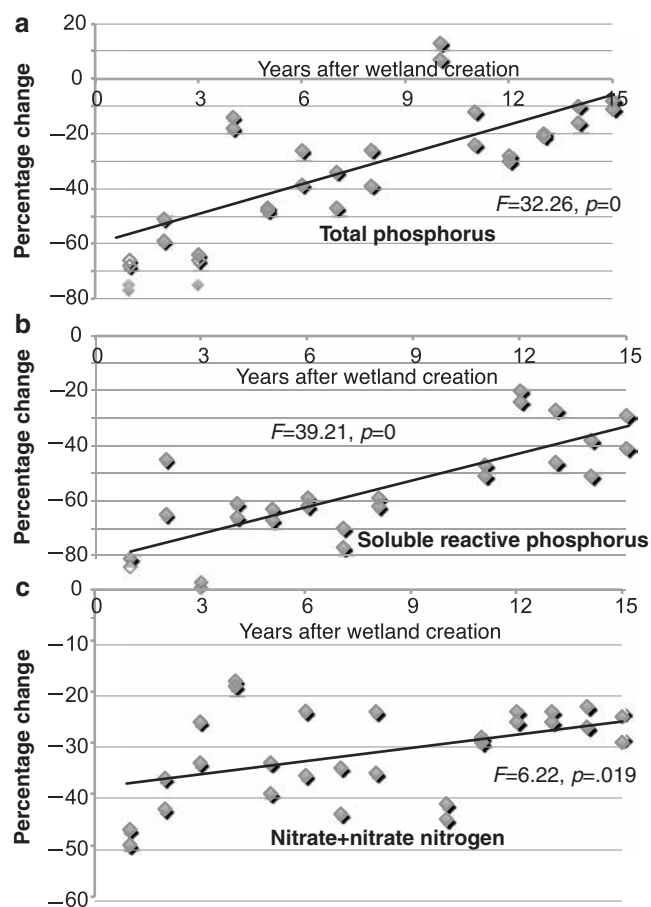 a
20
0
−20
−40
−60
−80
Percentage change
Years after wetland creation
0 3 6 9 12 15
F=32.26, p=0
Total phosphorus
b
0
−20
−40
−60
−80
Percentage change
0 3 6 9 12 15
Years after wetland creation
F=39.21, p=0
Soluble reactive phosphorus
c
0
−10
−20
−30
−40
−50
−60
Percentage change
0 3 6 9 12 15
Years after wetland creation
F=6.22, p=.019
Nitrate+nitrate nitrogen